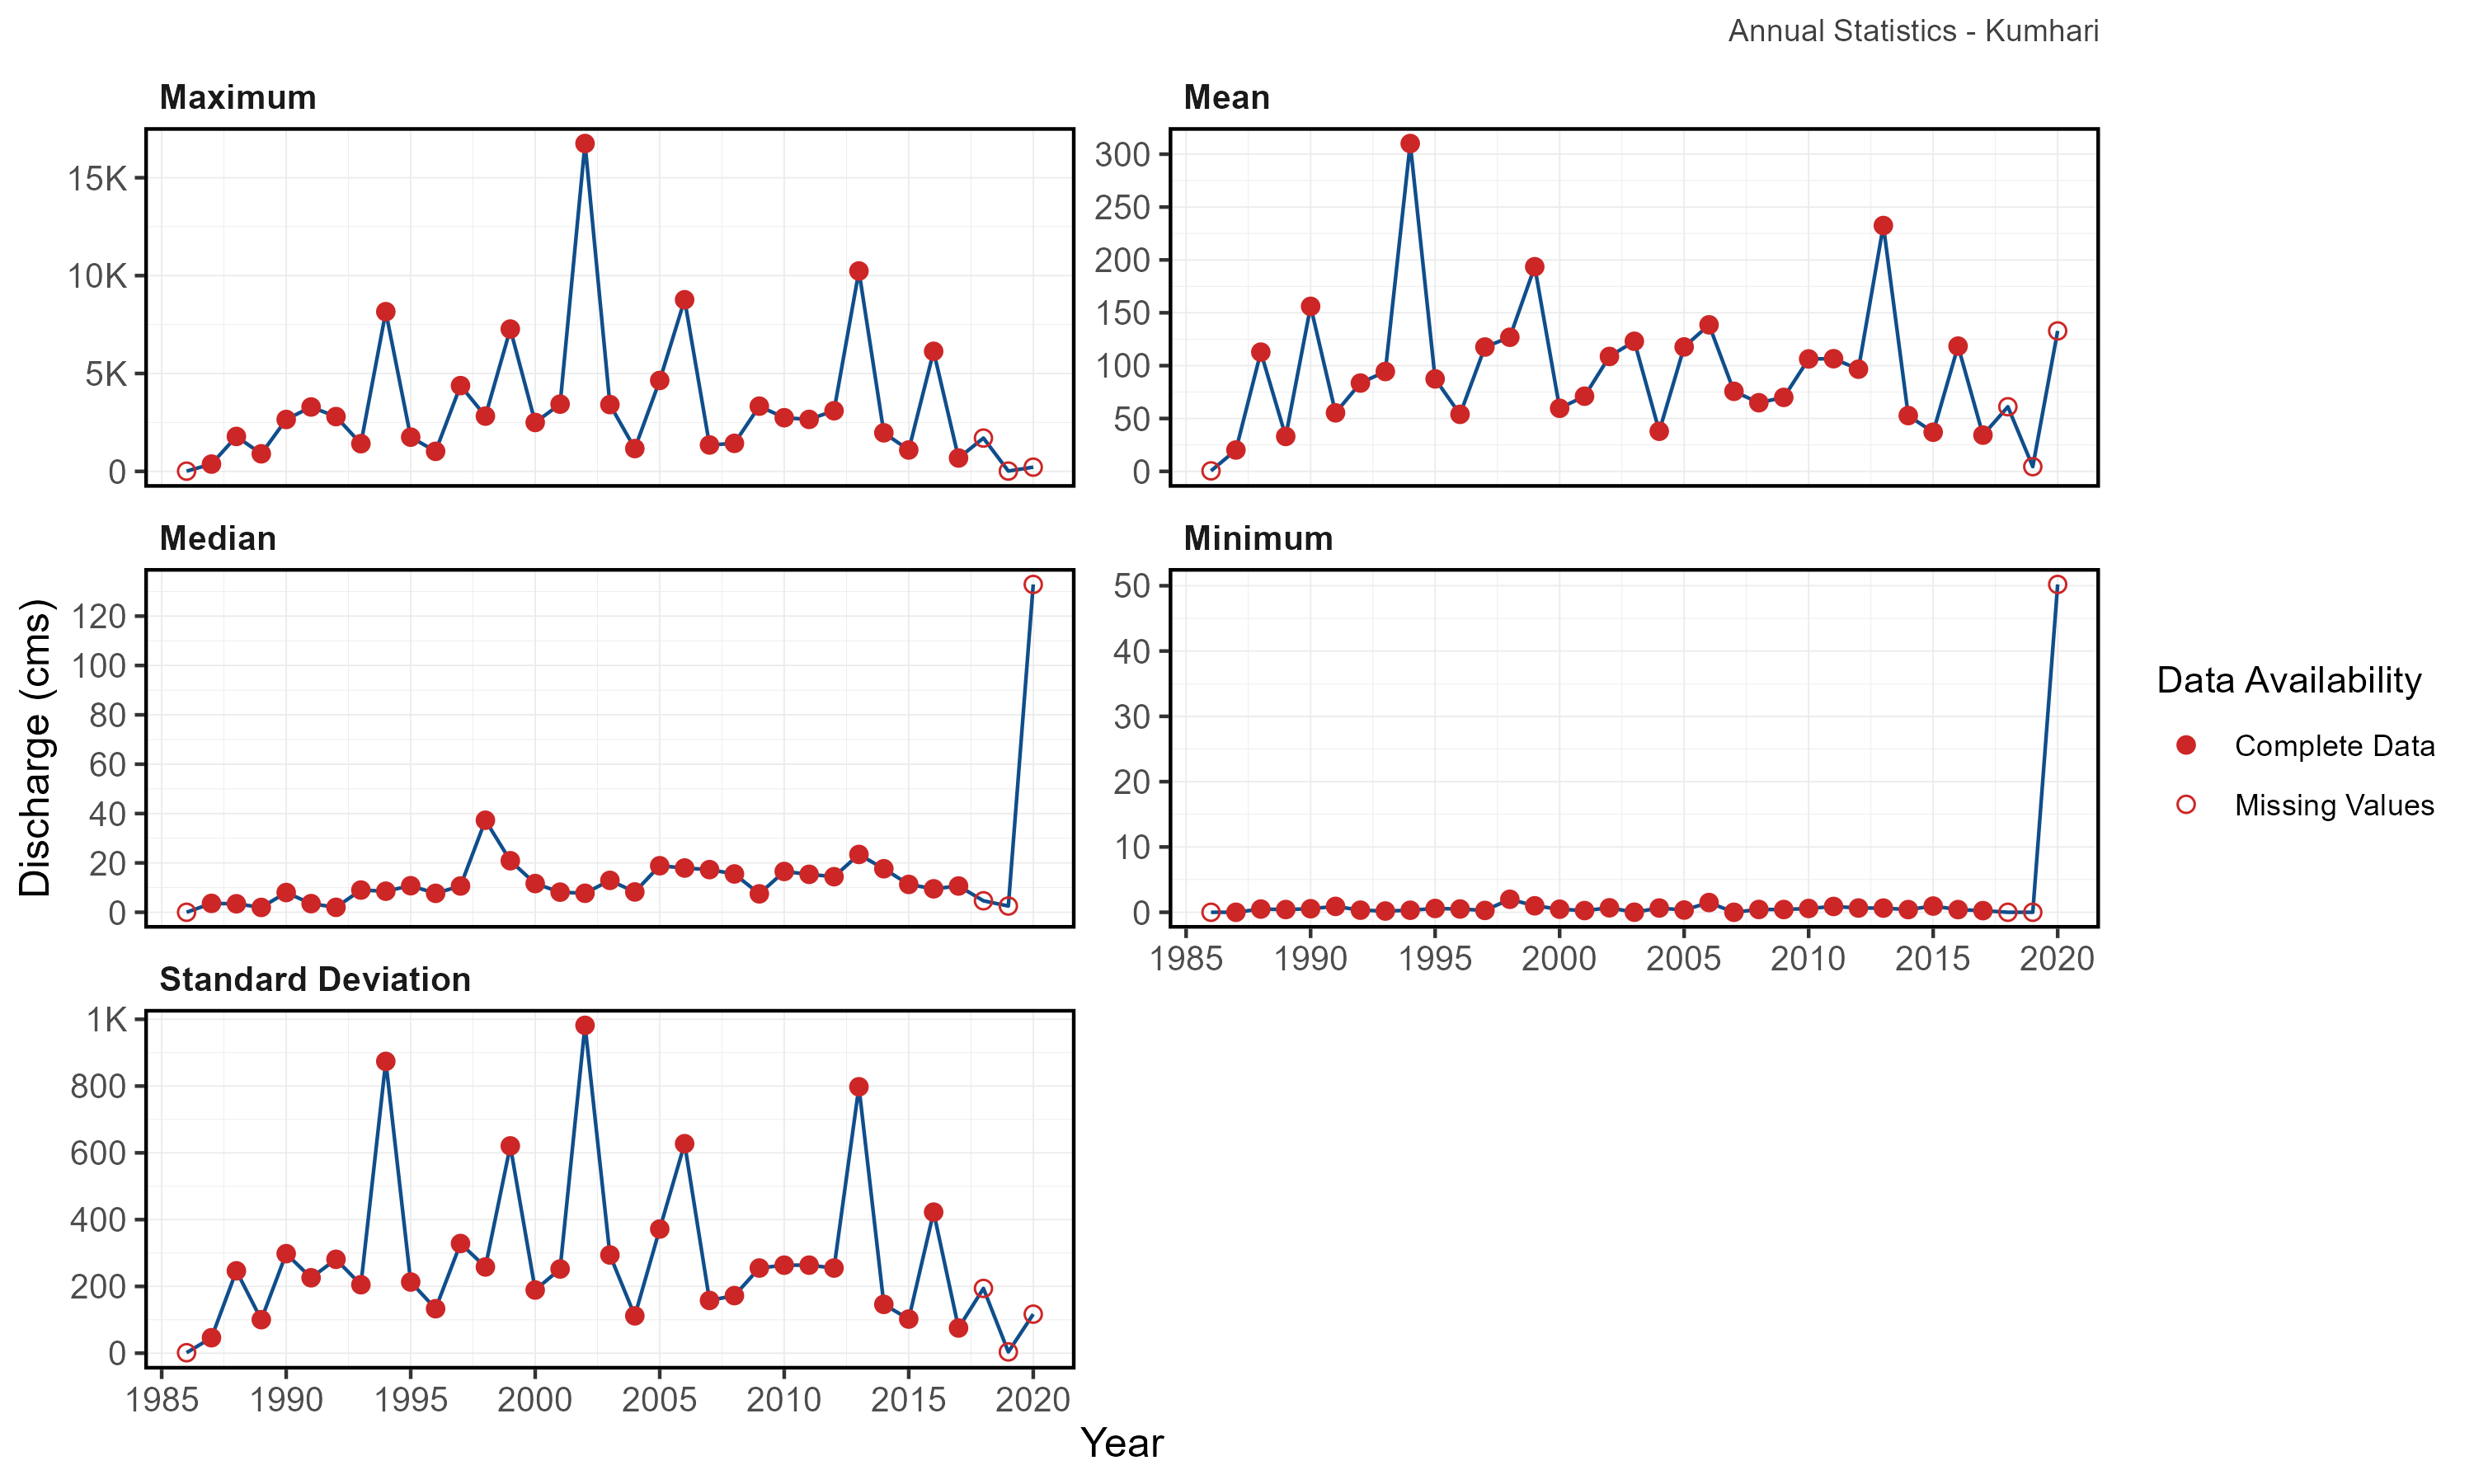 Annual Statistics - Kumhari
Maximum
15K
10K
5K
0
Mean
300
250
200
150
100
50
0
Median
120
100
80
60
40
20
0
Minimum
50
40
30
20
10
0
1985 1990 1995 2000 2005 2010 2015 2020
Standard Deviation
1K
800
600
400
200
0
1985 1990 1995 2000 2005 2010 2015 2020
Year
Discharge (cms)
Data Availability
Complete Data
Missing Values